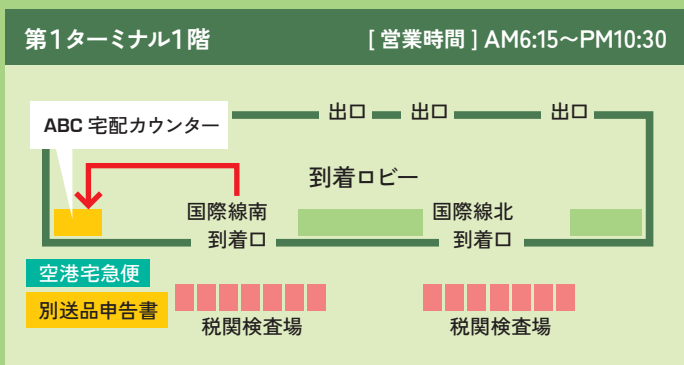 第1ターミナル1階
[ 営業時間 ] AM6:15～PM10:30
出口
出口
出口
ABC 宅配カウンター
到着ロビー
国際線南
到着口
国際線北
到着口
空港宅急便
別送品申告書
税関検査場
税関検査場